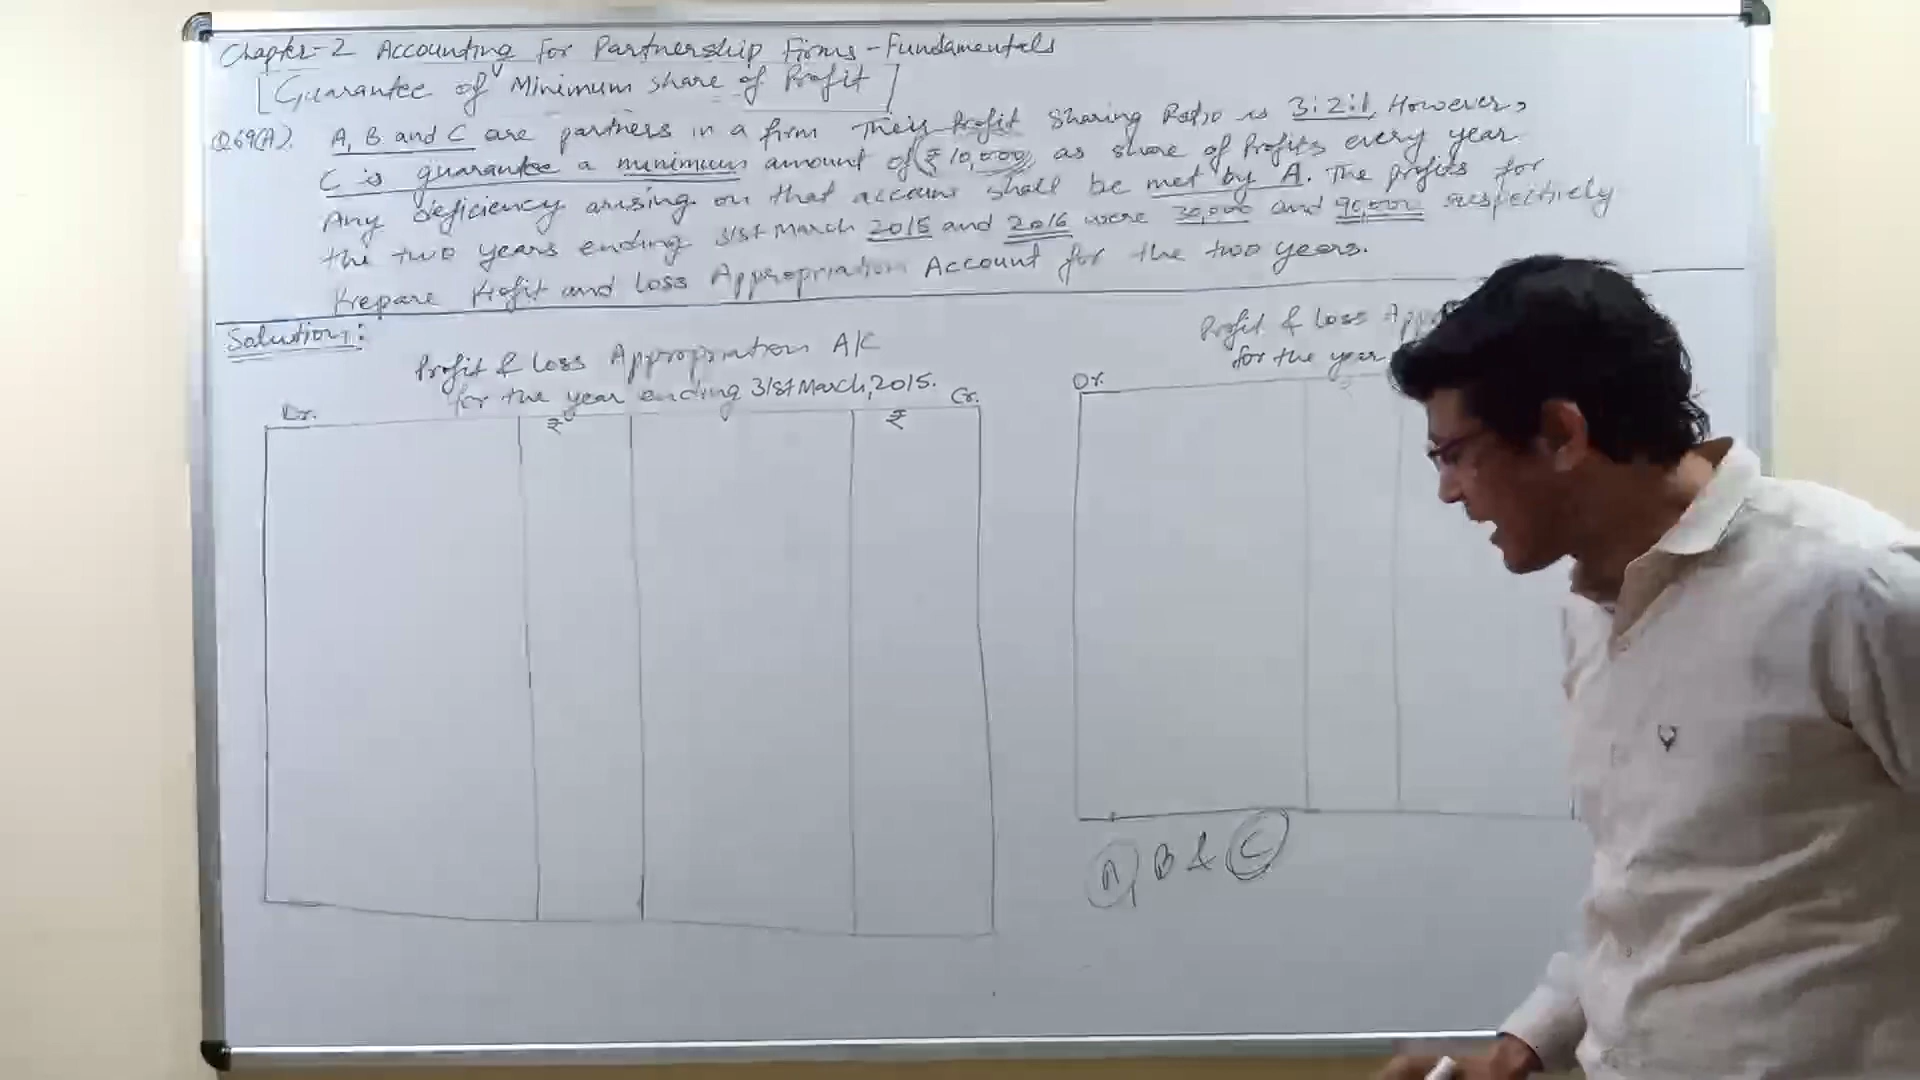 Chapter-2 Accounting for Partnership Firms - Fundamentals
[Guarantee of Minimum share of Profit]
Q.69(A). A, B and C are partners in a firm Their Profit Sharing Ratio is 3:2:1. However,
C is guarantee a minimum amount of ₹10,000 as share of Profits every year.
Any deficiency arising on that account shall be met by A. The profits for
the two years ending 31st March 2015 and 2016 were 30,000 and 90,000 respectively
Prepare Profit and Loss Appropriation Account for the two years.
Solution:
Profit & Loss Appropriation A/C
for the year ending 31st March, 2015.
Dr. Cr.
₹ ₹
Profit & Loss
for the year
Dr.
A, B & C